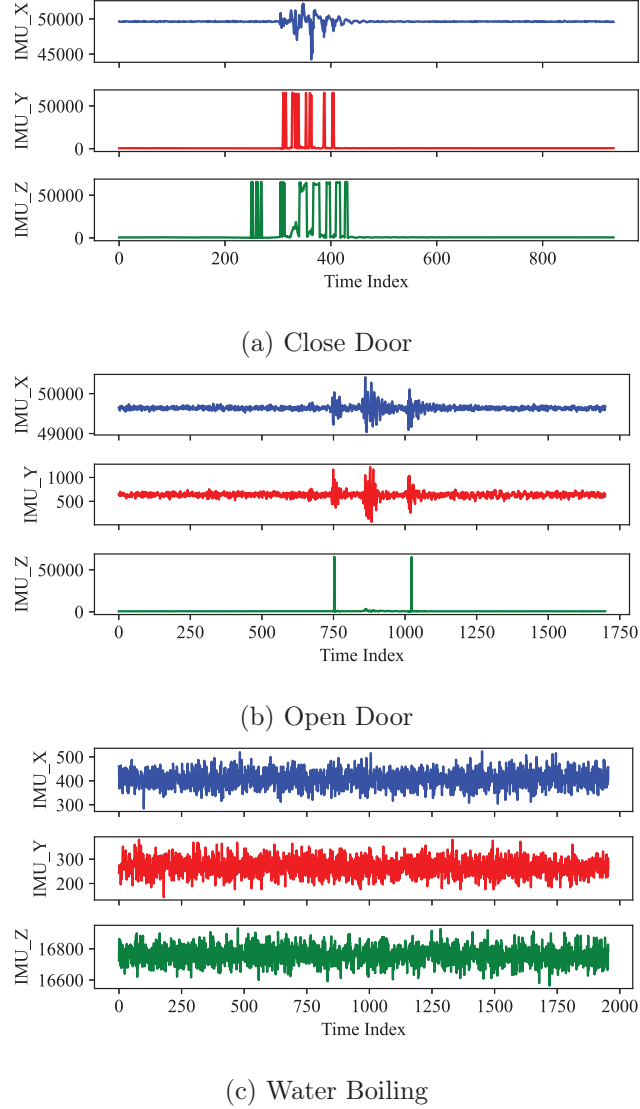 IMU_X
50000
45000
IMU_Y
50000
0
IMU_Z
50000
0
0 200 400 600 800
Time Index
(a) Close Door
IMU_X
50000
49000
IMU_Y
1000
500
IMU_Z
50000
0
0 250 500 750 1000 1250 1500 1750
Time Index
(b) Open Door
IMU_X
500
400
300
IMU_Y
300
200
IMU_Z
16800
16600
0 250 500 750 1000 1250 1500 1750 2000
Time Index
(c) Water Boiling